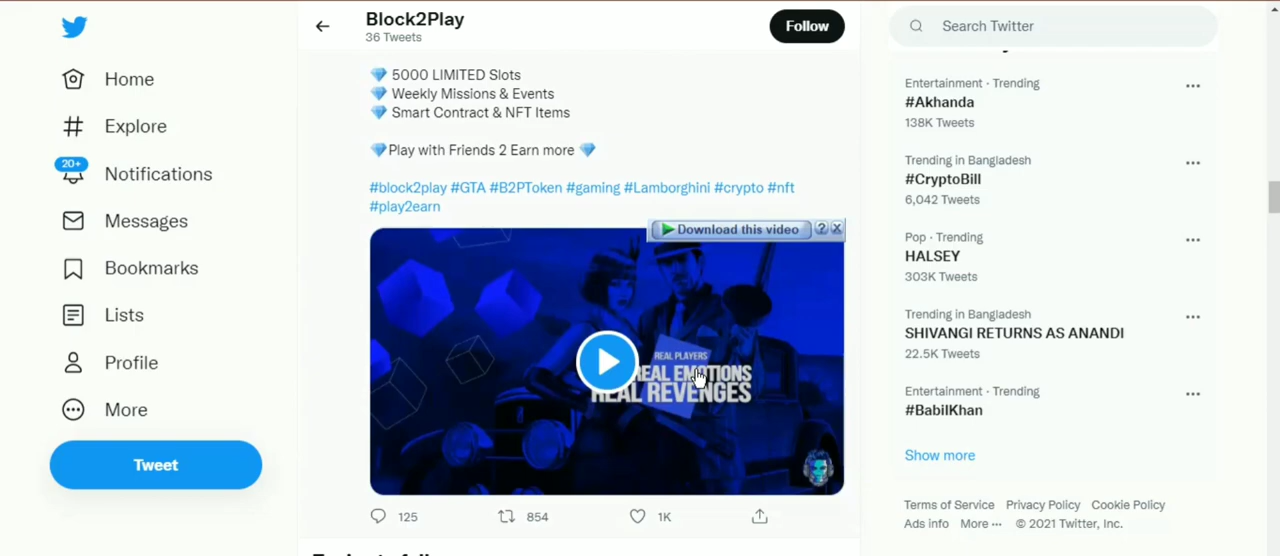 Block2Play
36 Tweets
Follow
Search Twitter
20+
Home
Explore
Notifications
Messages
Bookmarks
Lists
Profile
More
Tweet
5000 LIMITED Slots
Weekly Missions & Events
Smart Contract & NFT Items
Play with Friends 2 Earn more
#block2play #GTA #B2PToken #gaming #Lamborghini #crypto #nft
#play2earn
Download this video ? X
REAL PLAYERS
REAL EMOTIONS
REAL REVENGES
125 854 1K
Entertainment · Trending
#Akhanda
138K Tweets
Trending in Bangladesh
#CryptoBill
6,042 Tweets
Pop · Trending
HALSEY
303K Tweets
Trending in Bangladesh
SHIVANGI RETURNS AS ANANDI
22.5K Tweets
Entertainment · Trending
#BabilKhan
Show more
Terms of Service Privacy Policy Cookie Policy
Ads info More ··· © 2021 Twitter, Inc.